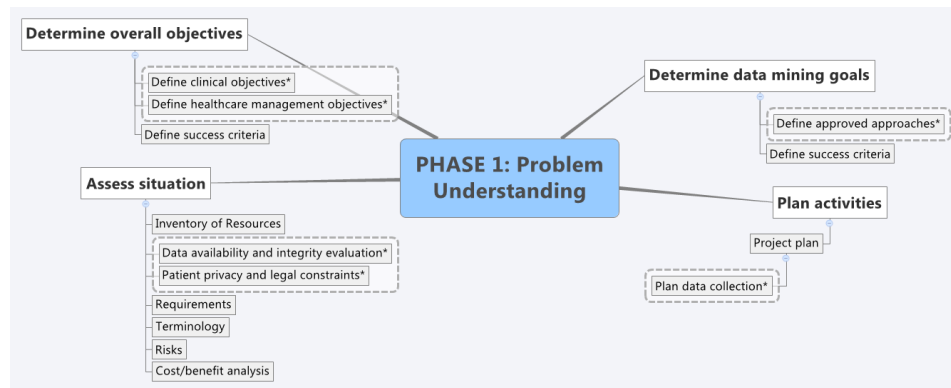 Determine overall objectives
Define clinical objectives*
Define healthcare management objectives*
Define success criteria
Assess situation
Inventory of Resources
Data availability and integrity evaluation*
Patient privacy and legal constraints*
Requirements
Terminology
Risks
Cost/benefit analysis
PHASE 1: Problem
Understanding
Determine data mining goals
Define approved approaches*
Define success criteria
Plan activities
Project plan
Plan data collection*